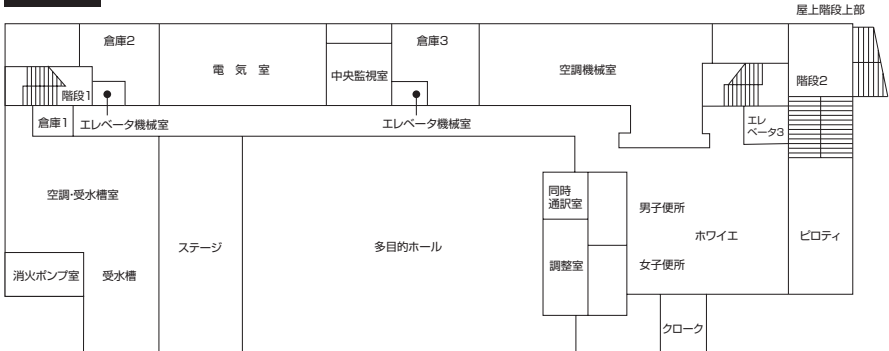 屋上階段上部
倉庫2
電気室
中央監視室
倉庫3
空調機械室
階段1
階段2
倉庫1
エレベータ機械室
エレベータ機械室
エレ
ベータ3
空調・受水槽室
同時
通訳室
男子便所
ステージ
多目的ホール
ホワイエ
ピロティ
調整室
女子便所
消火ポンプ室
受水槽
クローク